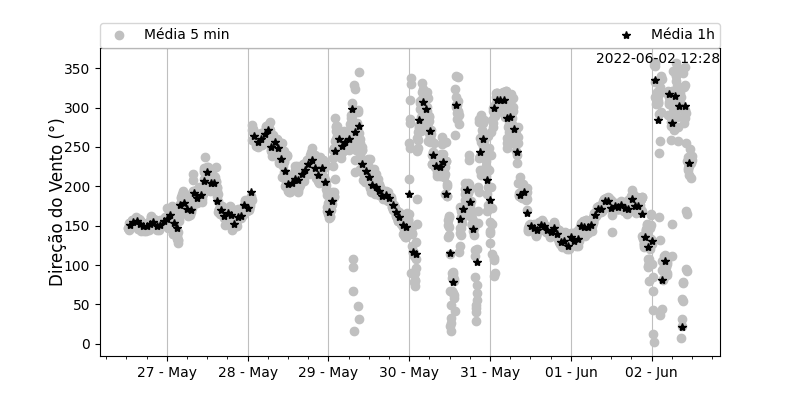 Média 5 min
Média 1h
2022-06-02 12:28
Direção do Vento (°)
350
300
250
200
150
100
50
0
27 - May
28 - May
29 - May
30 - May
31 - May
01 - Jun
02 - Jun